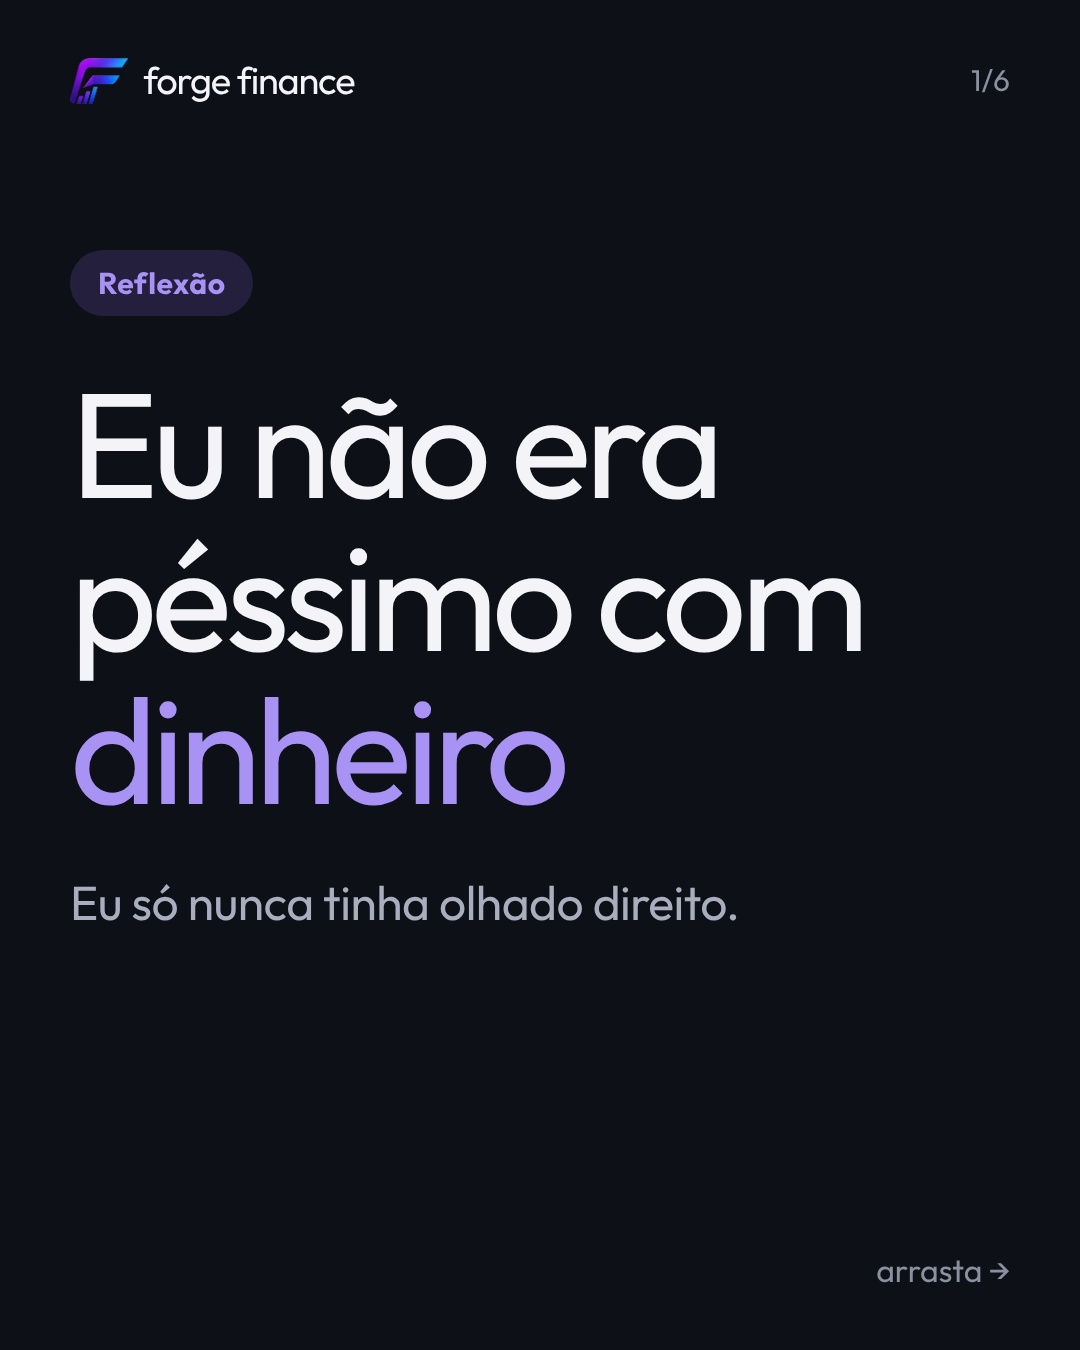 forge finance
1/6
Reflexão
Eu não era
péssimo com
dinheiro
Eu só nunca tinha olhado direito.
arrasta →